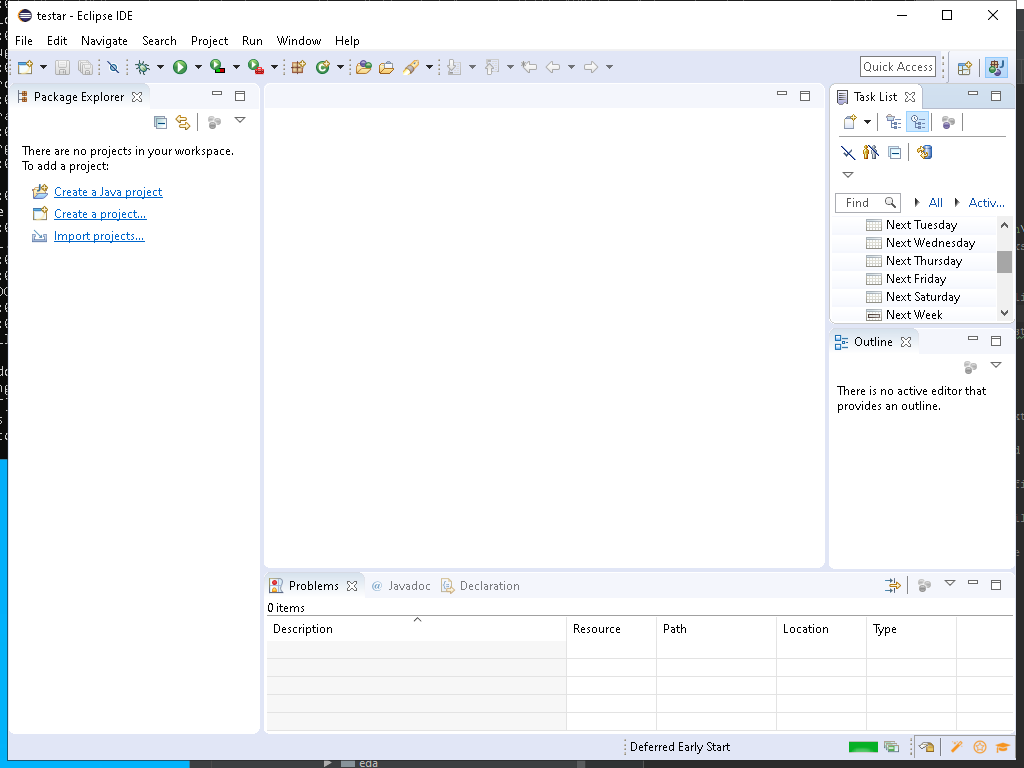 testar - Eclipse IDE
File Edit Navigate Search Project Run Window Help
Quick Access
Package Explorer
There are no projects in your workspace.
To add a project:
Create a Java project
Create a project...
Import projects...
Task List
Find All Activ...
Next Tuesday
Next Wednesday
Next Thursday
Next Friday
Next Saturday
Next Week
Outline
There is no active editor that
provides an outline.
Problems @ Javadoc Declaration
0 items
Description Resource Path Location Type
Deferred Early Start
eda